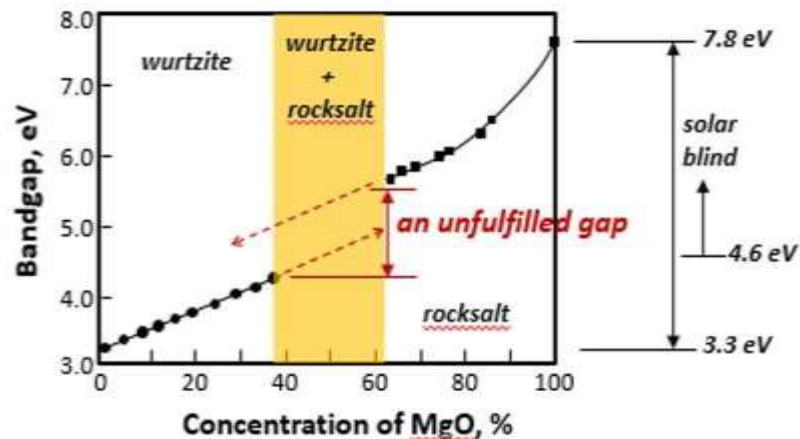 8.0
7.0
6.0
5.0
4.0
3.0
Bandgap, eV
wurtzite
wurtzite
+
rocksalt
an unfulfilled gap
rocksalt
0
20
40
60
80
100
Concentration of MgO, %
7.8 eV
solar
blind
4.6 eV
3.3 eV